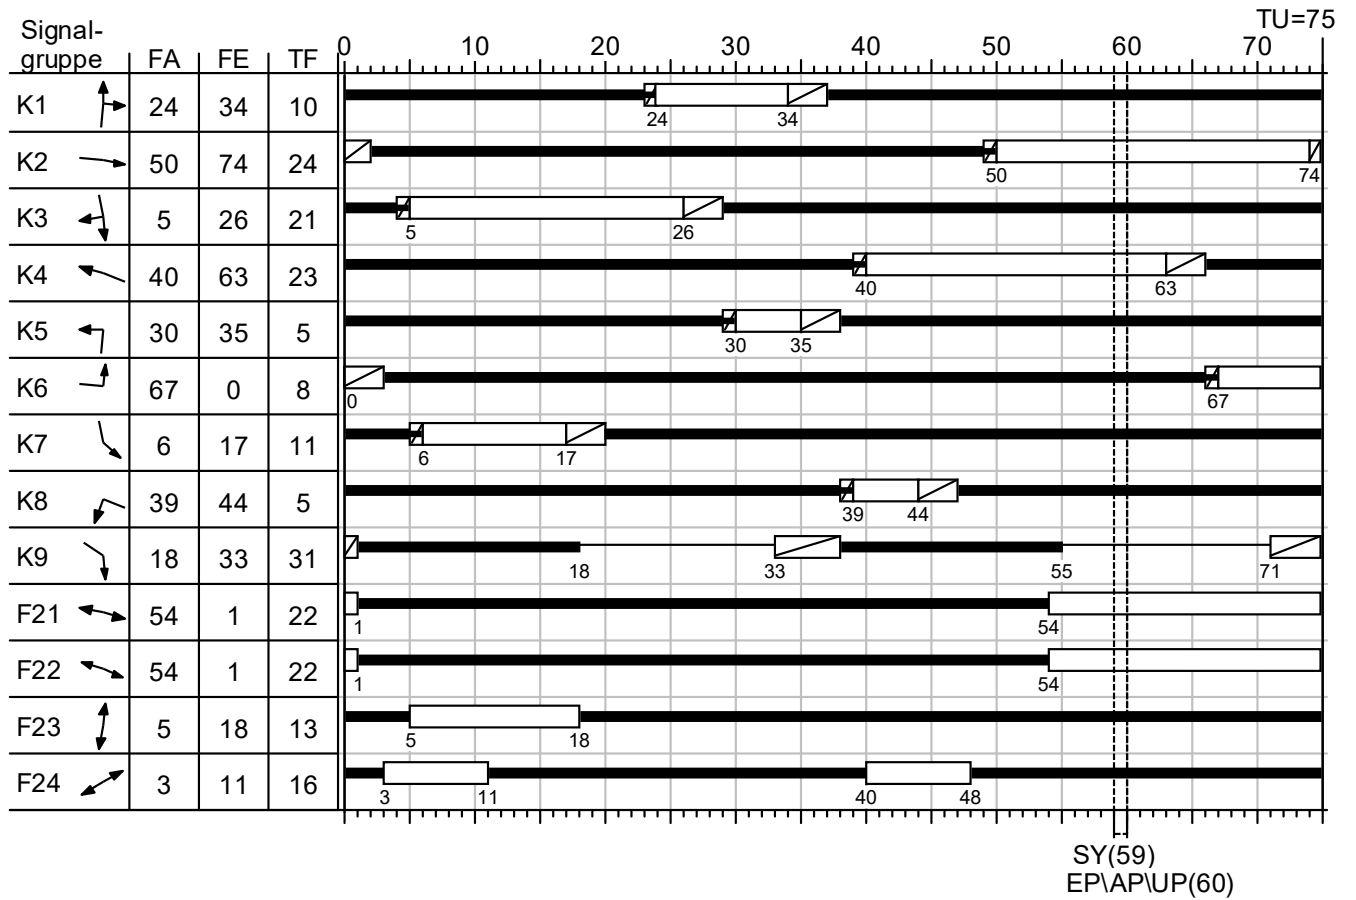 TU=75
Signal-
gruppe FA FE TF 0 10 20 30 40 50 60 70
K1 24 34 10
24 34
K2 50 74 24
50 74
K3 5 26 21
5 26
K4 40 63 23
40 63
K5 30 35 5
30 35
K6 67 0 8
0 67
K7 6 17 11
6 17
K8 39 44 5
39 44
K9 18 33 31
18 33 55 71
F21 54 1 22
1 54
F22 54 1 22
1 54
F23 5 18 13
5 18
F24 3 11 16
3 11 40 48
SY(59)
EP\AP\UP(60)